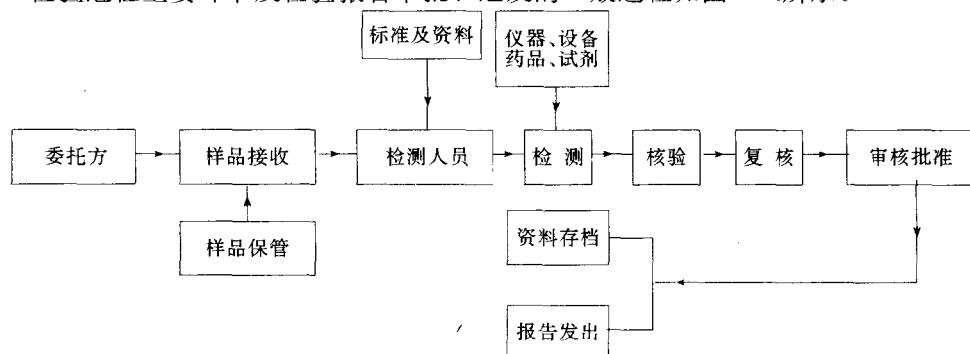 标准及资料
仪器、设备
药品、试剂
委托方
样品接收
检测人员
检 测
核验
复 核
审核批准
样品保管
资料存档
报告发出